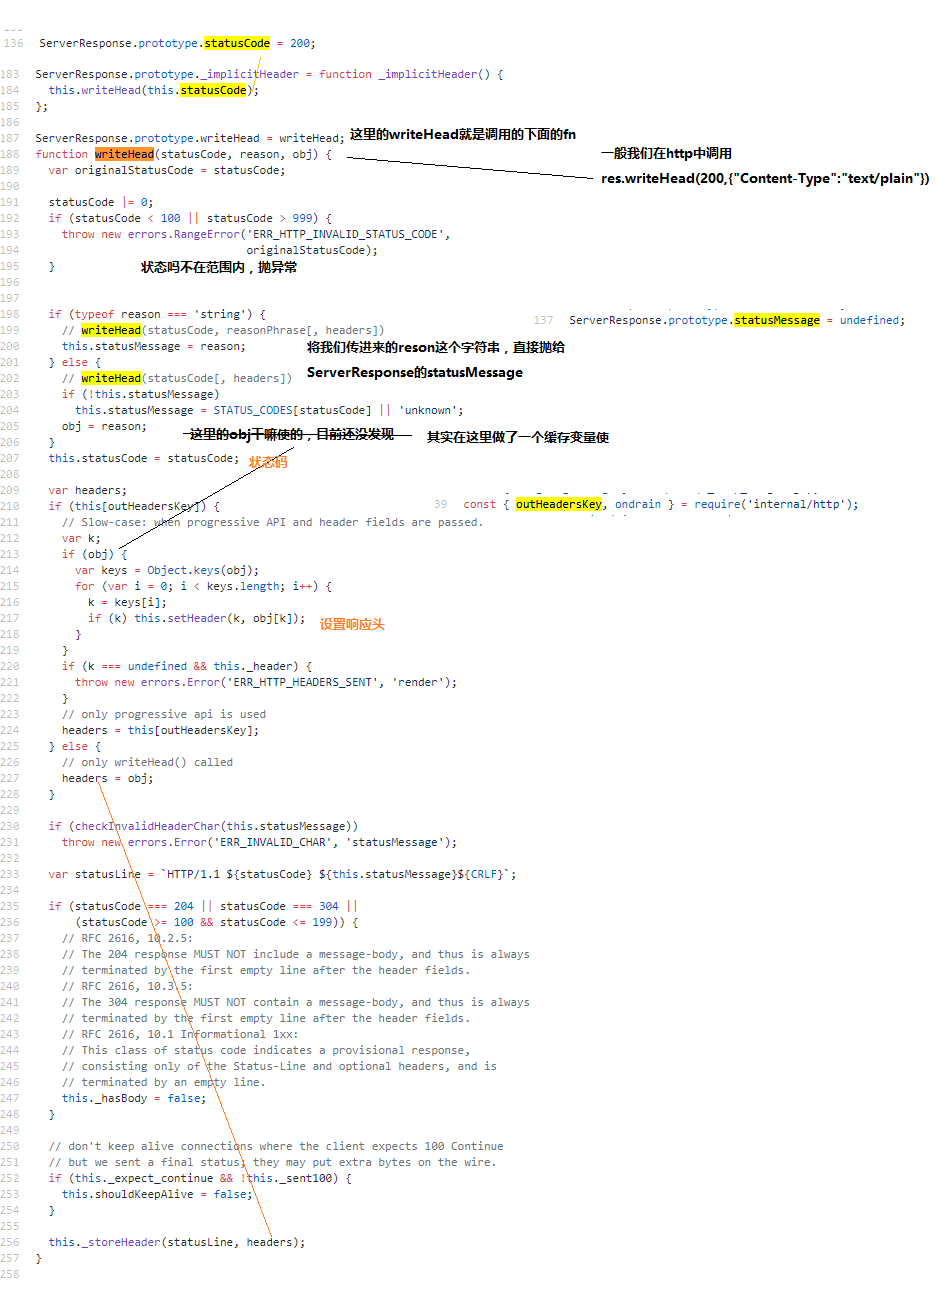 136 ServerResponse.prototype.statusCode = 200;
183 ServerResponse.prototype._implicitHeader = function _implicitHeader() {
184 this.writeHead(this.statusCode);
185 };
186
187 ServerResponse.prototype.writeHead = writeHead; 这里的writeHead就是调用的下面的fn
188 function writeHead(statusCode, reason, obj) { 一般我们在http中调用
189 var originalStatusCode = statusCode; res.writeHead(200,{"Content-Type":"text/plain"})
190
191 statusCode |= 0;
192 if (statusCode < 100 || statusCode > 999) {
193 throw new errors.RangeError('ERR_HTTP_INVALID_STATUS_CODE',
194 originalStatusCode);
195 } 状态吗不在范围内，抛异常
196
197
198 if (typeof reason === 'string') { 137 ServerResponse.prototype.statusMessage = undefined;
199 // writeHead(statusCode, reasonPhrase[, headers])
200 this.statusMessage = reason; 将我们传进来的reson这个字符串，直接抛给
201 } else {
202 // writeHead(statusCode[, headers]) ServerResponse的statusMessage
203 if (!this.statusMessage)
204 this.statusMessage = STATUS_CODES[statusCode] || 'unknown';
205 obj = reason; 这里的obj干嘛使的，目前还没发现 其实在这里做了一个缓存变量使
206 }
207 this.statusCode = statusCode; 状态码
208
209 var headers;
210 if (this[outHeadersKey]) { 39 const { outHeadersKey, ondrain } = require('internal/http');
211 // Slow-case: when progressive API and header fields are passed.
212 var k;
213 if (obj) {
214 var keys = Object.keys(obj);
215 for (var i = 0; i < keys.length; i++) {
216 k = keys[i];
217 if (k) this.setHeader(k, obj[k]); 设置响应头
218 }
219 }
220 if (k === undefined && this._header) {
221 throw new errors.Error('ERR_HTTP_HEADERS_SENT', 'render');
222 }
223 // only progressive api is used
224 headers = this[outHeadersKey];
225 } else {
226 // only writeHead() called
227 headers = obj;
228 }
229
230 if (checkInvalidHeaderChar(this.statusMessage))
231 throw new errors.Error('ERR_INVALID_CHAR', 'statusMessage');
232
233 var statusLine = `HTTP/1.1 ${statusCode} ${this.statusMessage}${CRLF}`;
234
235 if (statusCode === 204 || statusCode === 304 ||
236 (statusCode >= 100 && statusCode <= 199)) {
237 // RFC 2616, 10.2.5:
238 // The 204 response MUST NOT include a message-body, and thus is always
239 // terminated by the first empty line after the header fields.
240 // RFC 2616, 10.3.5:
241 // The 304 response MUST NOT contain a message-body, and thus is always
242 // terminated by the first empty line after the header fields.
243 // RFC 2616, 10.1 Informational 1xx:
244 // This class of status code indicates a provisional response,
245 // consisting only of the Status-Line and optional headers, and is
246 // terminated by an empty line.
247 this._hasBody = false;
248 }
249
250 // don't keep alive connections where the client expects 100 Continue
251 // but we sent a final status; they may put extra bytes on the wire.
252 if (this._expect_continue && !this._sent100) {
253 this.shouldKeepAlive = false;
254 }
255
256 this._storeHeader(statusLine, headers);
257 }
258